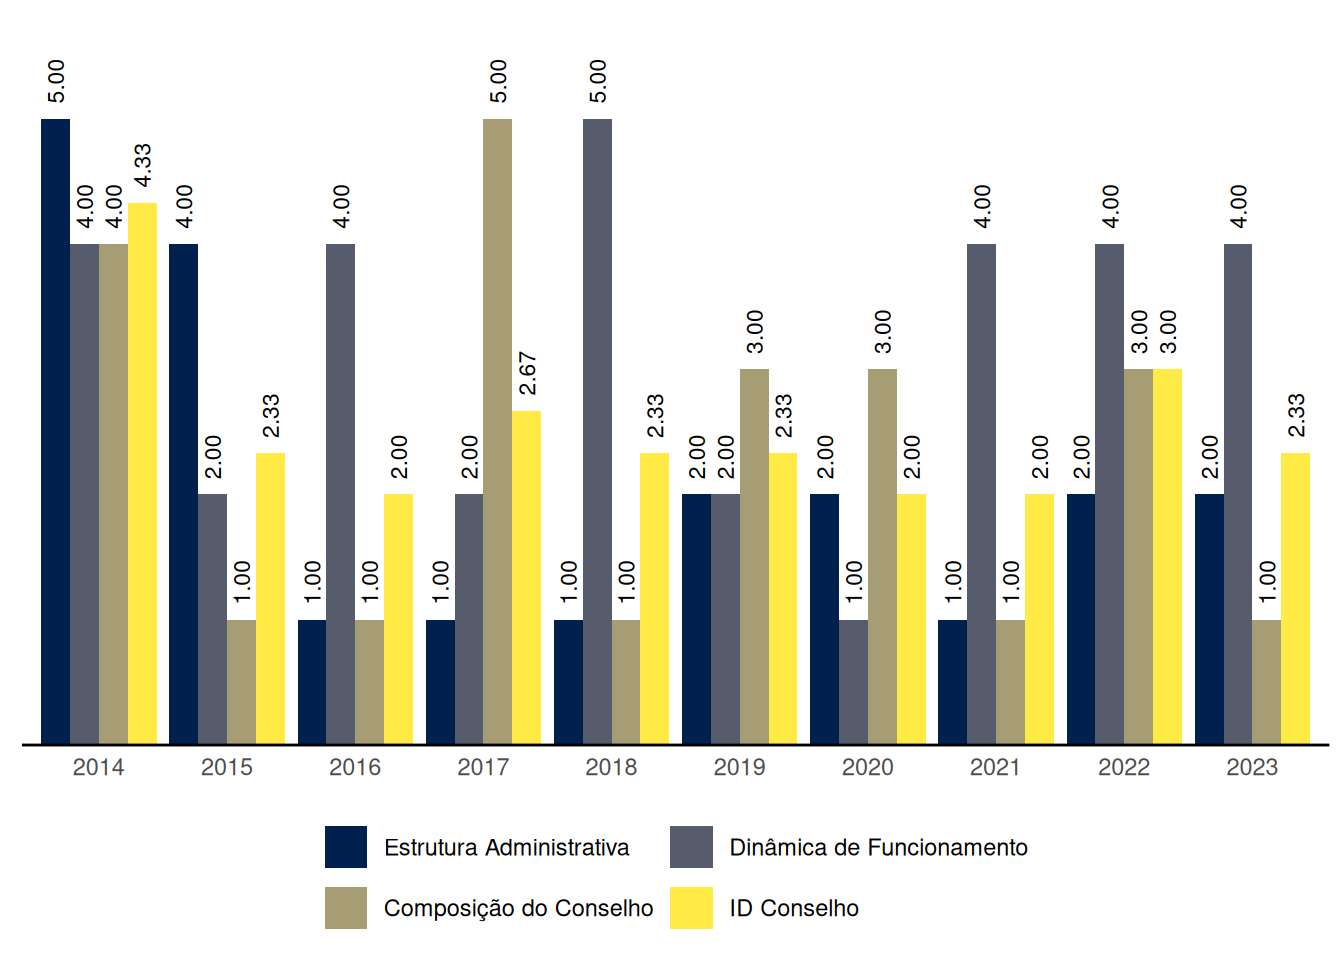 5.00 4.00 4.00 4.33 4.00 2.00 1.00 2.33 1.00 4.00 1.00 2.00 1.00 2.00 5.00 2.67 1.00 5.00 1.00 2.33 2.00 2.00 3.00 2.33 2.00 1.00 3.00 2.00 1.00 4.00 1.00 2.00 2.00 4.00 3.00 3.00 2.00 4.00 1.00 2.33
2014 2015 2016 2017 2018 2019 2020 2021 2022 2023
Estrutura Administrativa Dinâmica de Funcionamento
Composição do Conselho ID Conselho